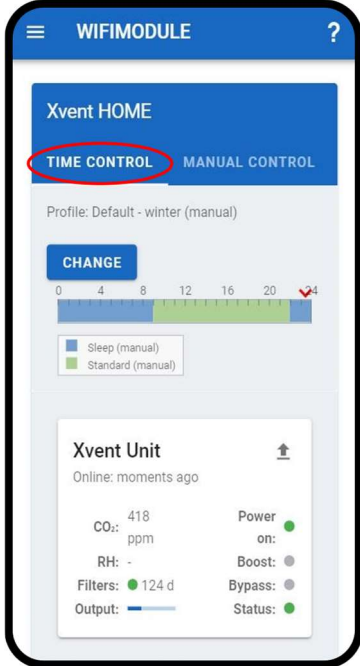 WIFIMODULE ?
Xvent HOME
TIME CONTROL MANUAL CONTROL
Profile: Default - winter (manual)
CHANGE
0 4 8 12 16 20 24
Sleep (manual)
Standard (manual)
Xvent Unit
Online: moments ago
CO₂: 418 ppm
Power on:
RH: -
Boost:
Filters: 124 d
Bypass:
Output:
Status: